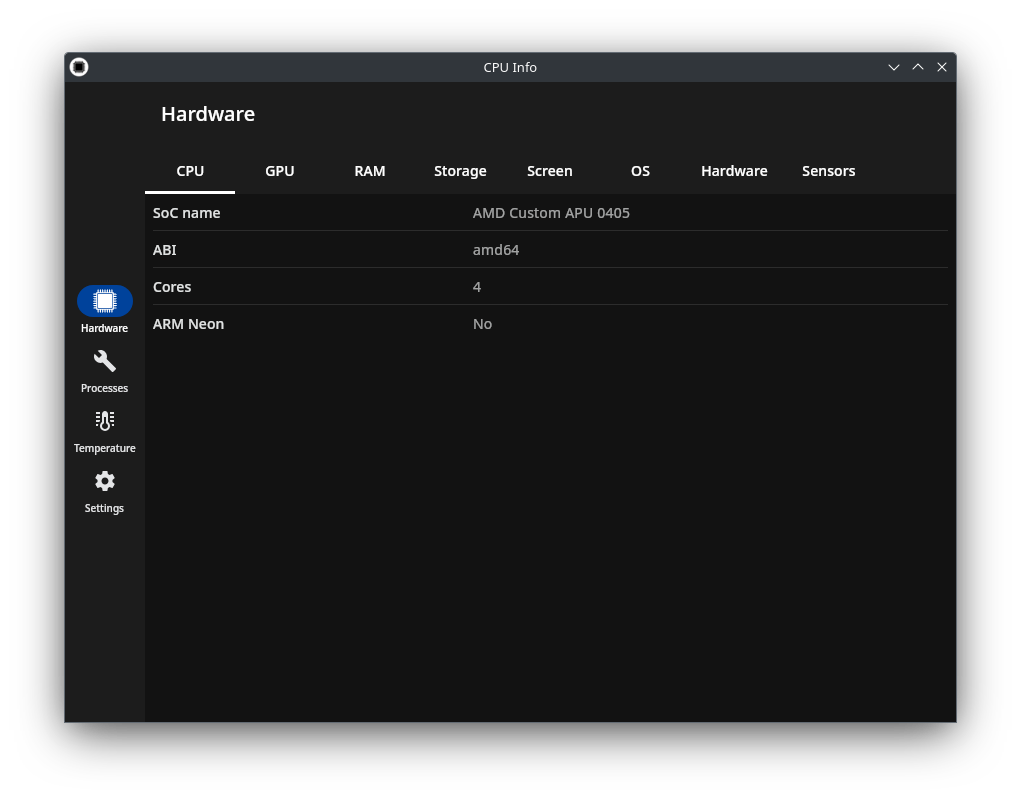 CPU Info
Hardware
CPU GPU RAM Storage Screen OS Hardware Sensors
SoC name AMD Custom APU 0405
ABI amd64
Cores 4
ARM Neon No
Hardware
Processes
Temperature
Settings